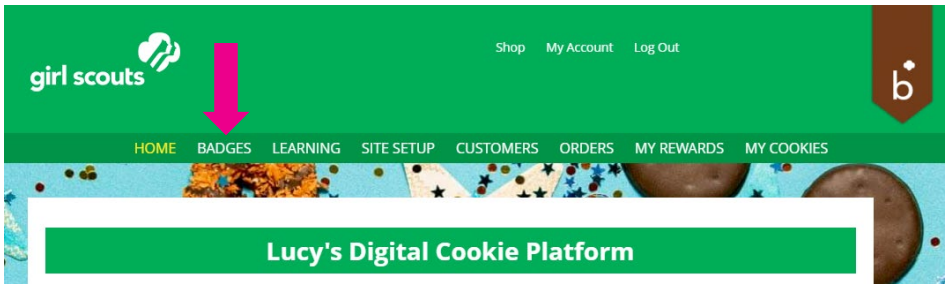 Shop My Account Log Out
girl scouts
b
HOME BADGES LEARNING SITE SETUP CUSTOMERS ORDERS MY REWARDS MY COOKIES
Lucy's Digital Cookie Platform